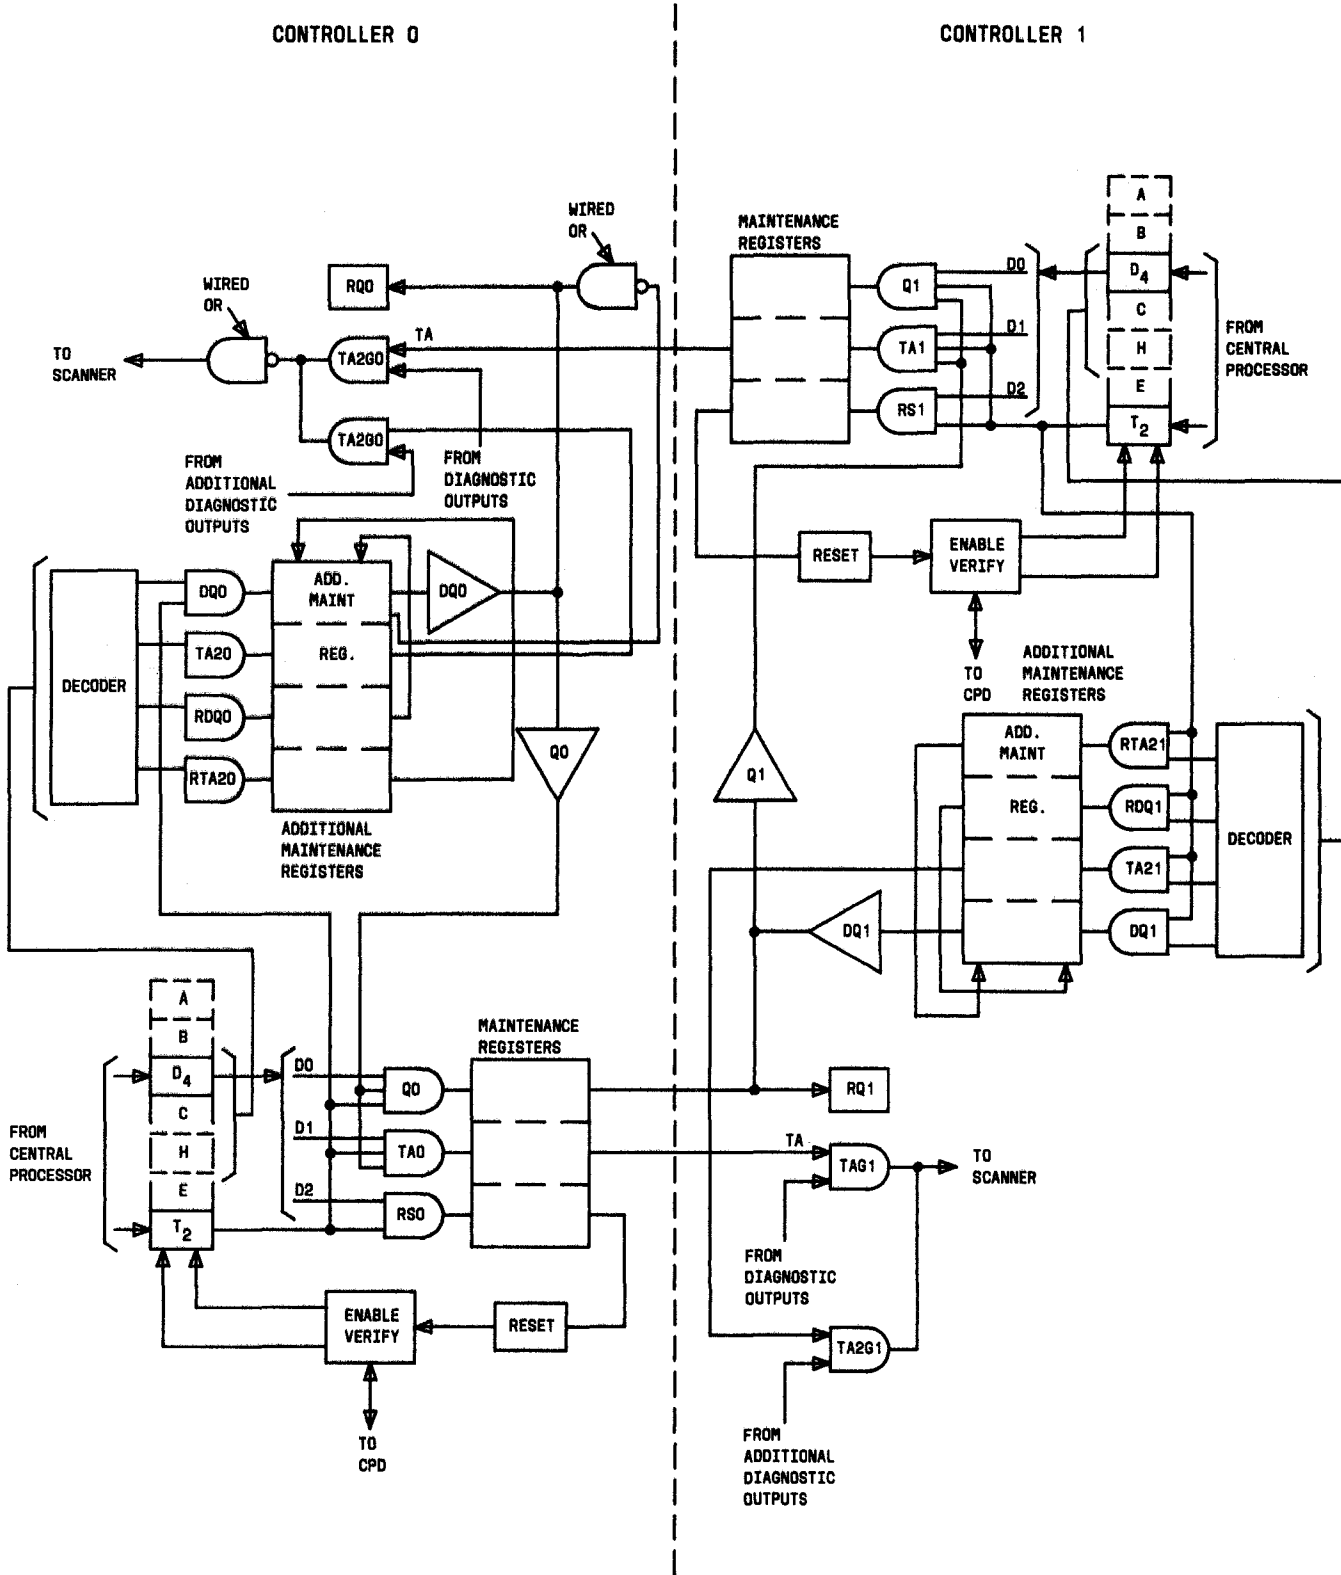 CONTROLLER 0
CONTROLLER 1
WIRED
OR
WIRED
OR
RQ0
TA
TO
SCANNER
TA2G0
TA2G0
FROM
ADDITIONAL
DIAGNOSTIC
OUTPUTS
FROM
DIAGNOSTIC
OUTPUTS
DECODER
DQ0
TA20
RDQ0
RTA20
ADD.
MAINT
REG.
DQ0
Q0
ADDITIONAL
MAINTENANCE
REGISTERS
A
B
D4
C
H
E
T2
FROM
CENTRAL
PROCESSOR
D0
D1
D2
Q0
TA0
RS0
MAINTENANCE
REGISTERS
ENABLE
VERIFY
RESET
TO
CPD
MAINTENANCE
REGISTERS
Q1
TA1
RS1
D0
D1
D2
A
B
D4
C
H
E
T2
FROM
CENTRAL
PROCESSOR
RESET
ENABLE
VERIFY
TO
CPD
ADDITIONAL
MAINTENANCE
REGISTERS
ADD.
MAINT
REG.
RTA21
RDQ1
TA21
DQ1
DECODER
Q1
DQ1
RQ1
TA
TAG1
TO
SCANNER
FROM
DIAGNOSTIC
OUTPUTS
TA2G1
FROM
ADDITIONAL
DIAGNOSTIC
OUTPUTS